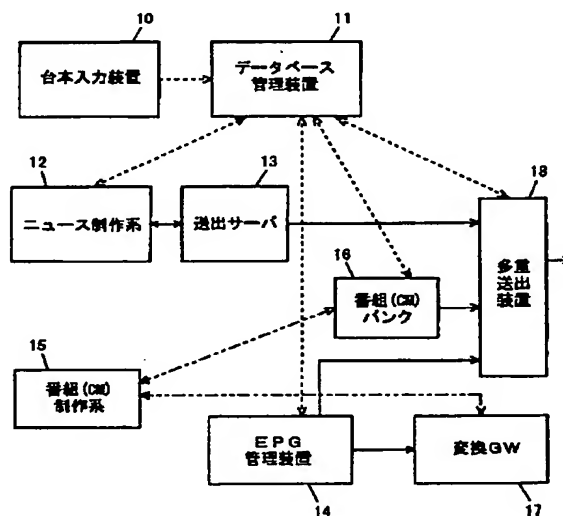 10
台本入力装置
11
データベース
管理装置
12
ニュース制作系
13
送出サーバ
18
多重
送出
装置
16
番組(CM)
バンク
15
番組(CM)
制作系
EPG
管理装置
14
変換GW
17